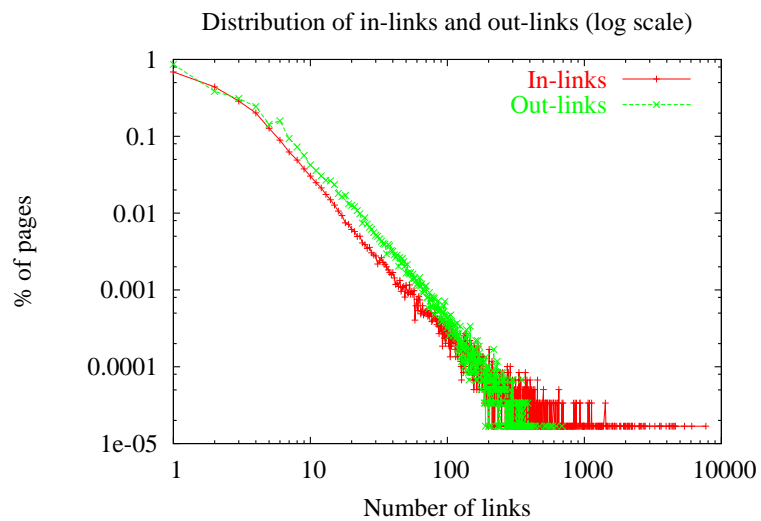 Distribution of in-links and out-links (log scale)
1
0.1
0.01
0.001
0.0001
1e-05
% of pages
In-links
Out-links
1 10 100 1000 10000
Number of links